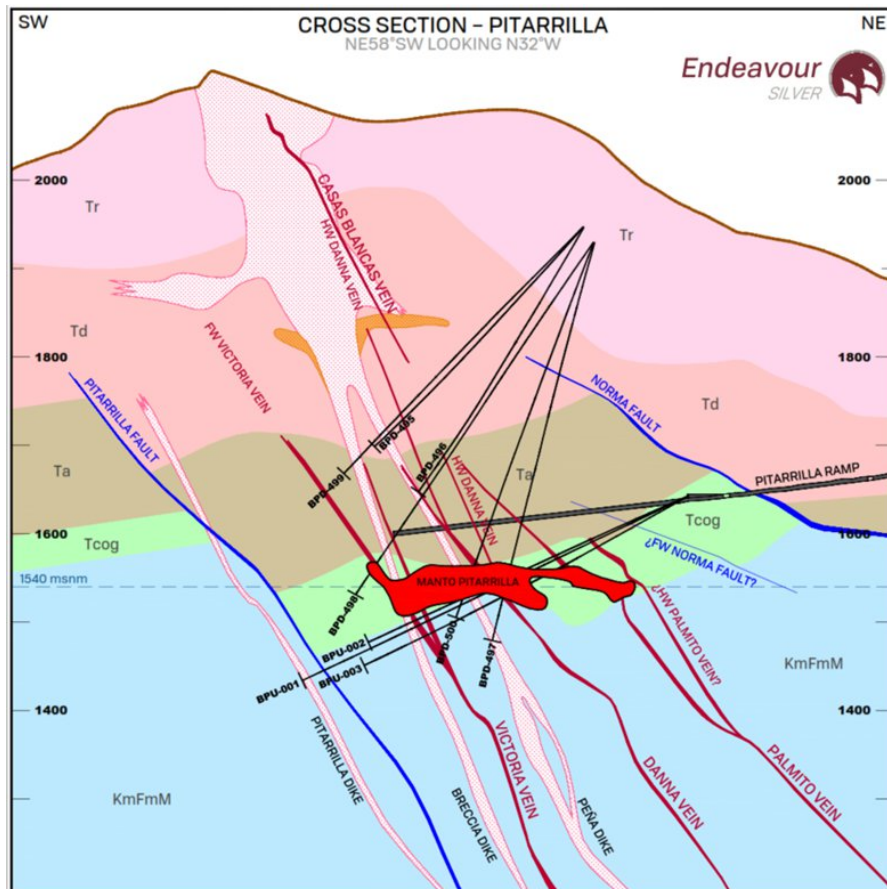 SW
CROSS SECTION – PITARRILLA
NE
NE58°SW LOOKING N32°W
Endeavour
SILVER
2000
2000
Tr
Tr
CASAS BLANCAS VEIN
HW DANNA VEIN
1800
1800
Td
Td
FW VICTORIA VEIN
PITARRILLA FAULT
NORMA FAULT
BPD-495
BPD-496
BPD-499
HW DANNA VEIN
Ta
Ta
PITARRILLA RAMP
1600
1600
Tcog
Tcog
¿FW NORMA FAULT?
1540 msnm
MANTO PITARRILLA
¿HW PALMITO VEIN?
BPD-498
BPD-500
BPD-497
BPU-002
BPU-003
BPU-001
KmFmM
1400
1400
PITARRILLA DIKE
BRECCIA DIKE
VICTORIA VEIN
PEÑA DIKE
DANNA VEIN
PALMITO VEIN
KmFmM